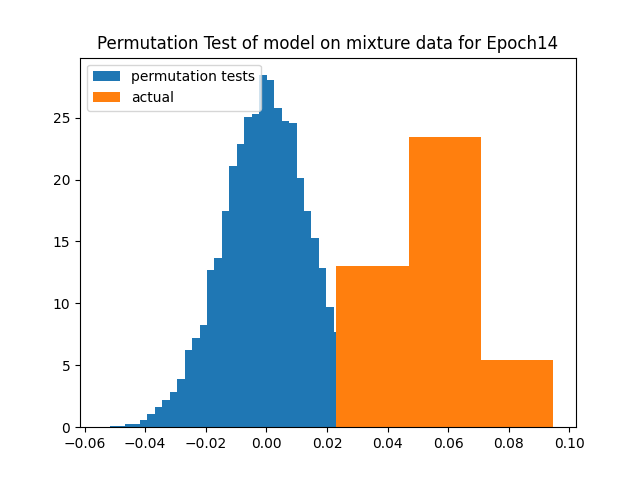 Permutation Test of model on mixture data for Epoch14
permutation tests
actual
25
20
15
10
5
0
−0.06 −0.04 −0.02 0.00 0.02 0.04 0.06 0.08 0.10